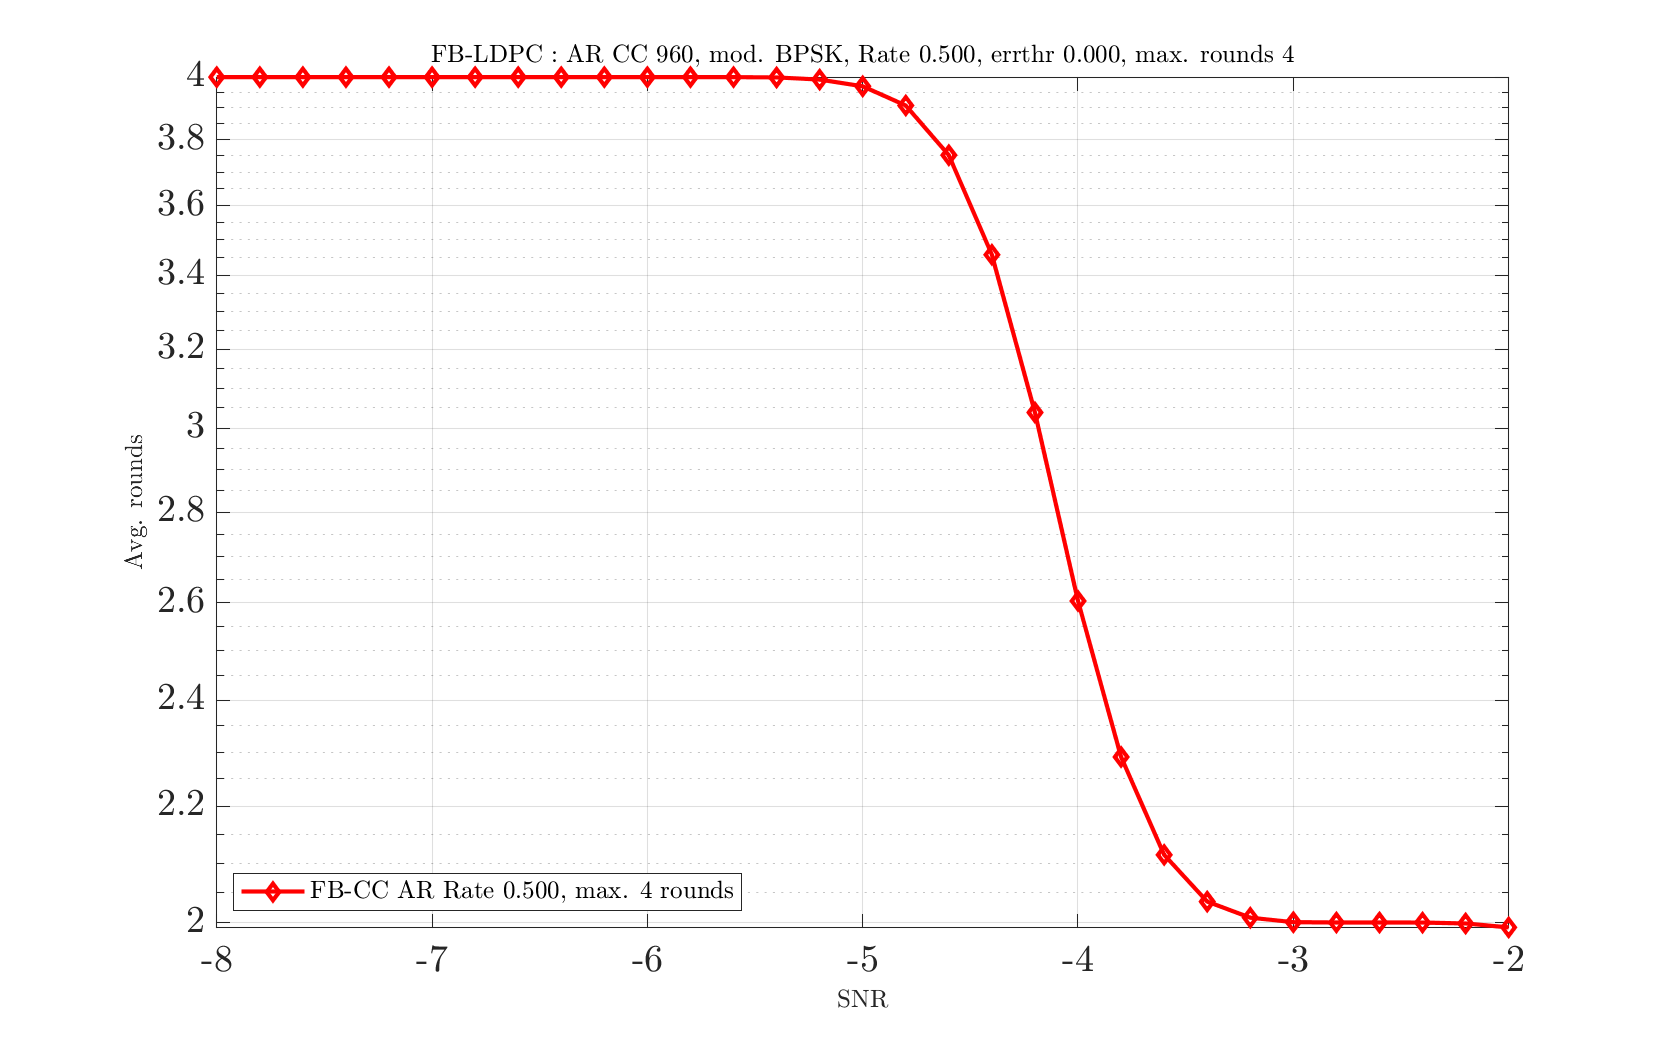 FB-LDPC : AR CC 960, mod. BPSK, Rate 0.500, errthr 0.000, max. rounds 4
4
3.8
3.6
3.4
3.2
3
2.8
2.6
2.4
2.2
2
Avg. rounds
FB-CC AR Rate 0.500, max. 4 rounds
-8 -7 -6 -5 -4 -3 -2
SNR